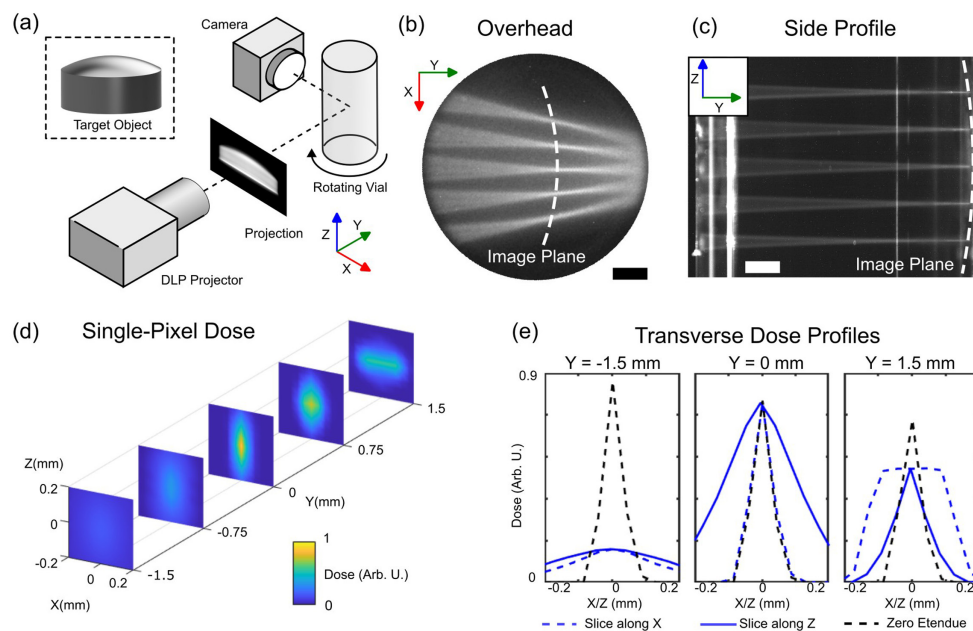 (a)
Camera
Target Object
Rotating Vial
Projection
DLP Projector
Z
Y
X
(b)
Overhead
Y
X
Image Plane
(c)
Side Profile
Z
Y
Image Plane
(d)
Single-Pixel Dose
Z(mm)
0.2
0
-0.2
0
0.2
X(mm)
-1.5
-0.75
0
0.75
1.5
Y(mm)
1
Dose (Arb. U.)
0
(e)
Transverse Dose Profiles
Y = -1.5 mm
Y = 0 mm
Y = 1.5 mm
0.9
Dose (Arb. U.)
0
-0.2 0 0.2
-0.2 0 0.2
-0.2 0 0.2
X/Z (mm)
X/Z (mm)
X/Z (mm)
Slice along X
Slice along Z
Zero Etendue